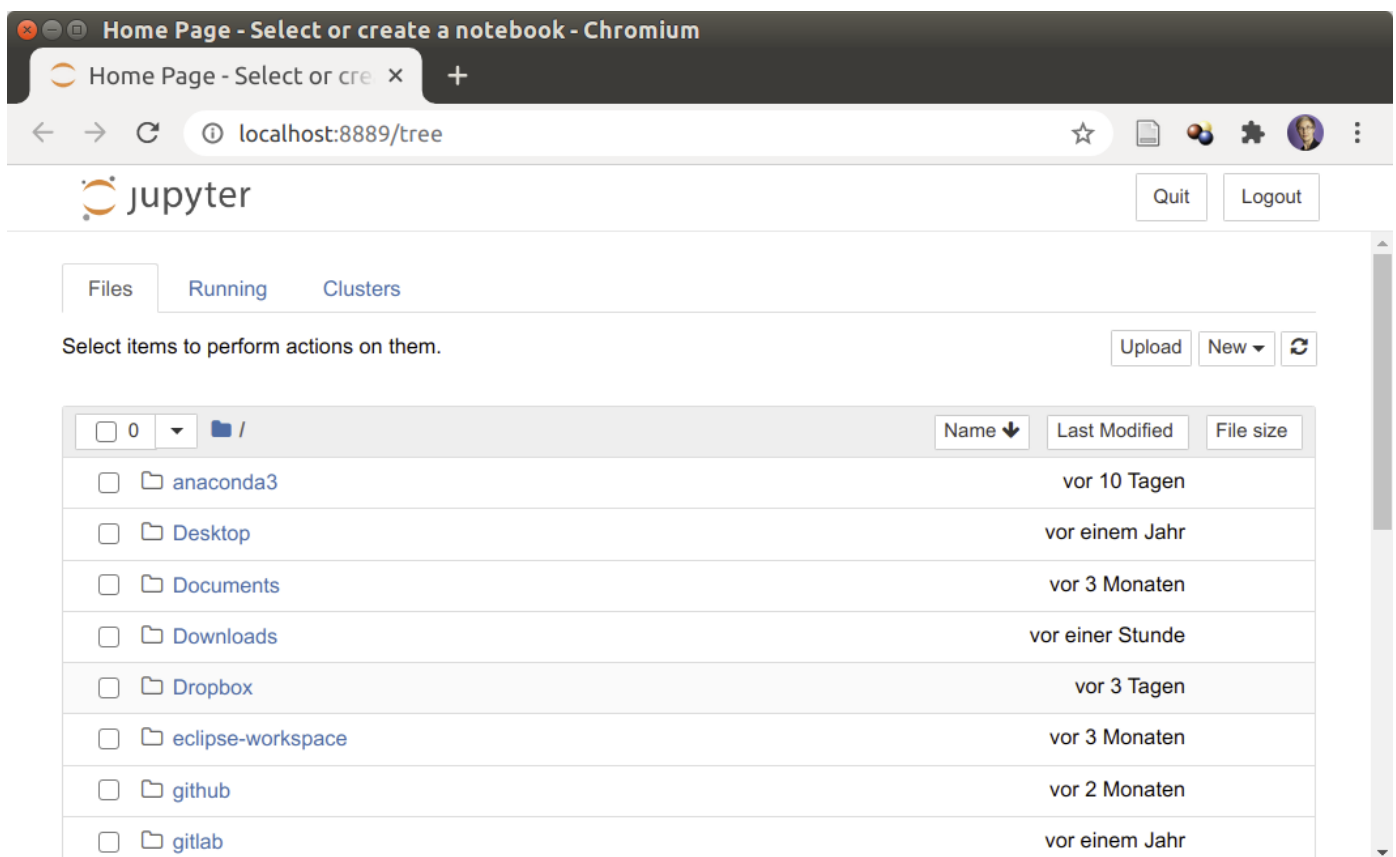 Home Page - Select or create a notebook - Chromium
Home Page - Select or cre
localhost:8889/tree
jupyter Quit Logout
Files Running Clusters
Select items to perform actions on them. Upload New
0 / Name Last Modified File size
anaconda3 vor 10 Tagen
Desktop vor einem Jahr
Documents vor 3 Monaten
Downloads vor einer Stunde
Dropbox vor 3 Tagen
eclipse-workspace vor 3 Monaten
github vor 2 Monaten
gitlab vor einem Jahr